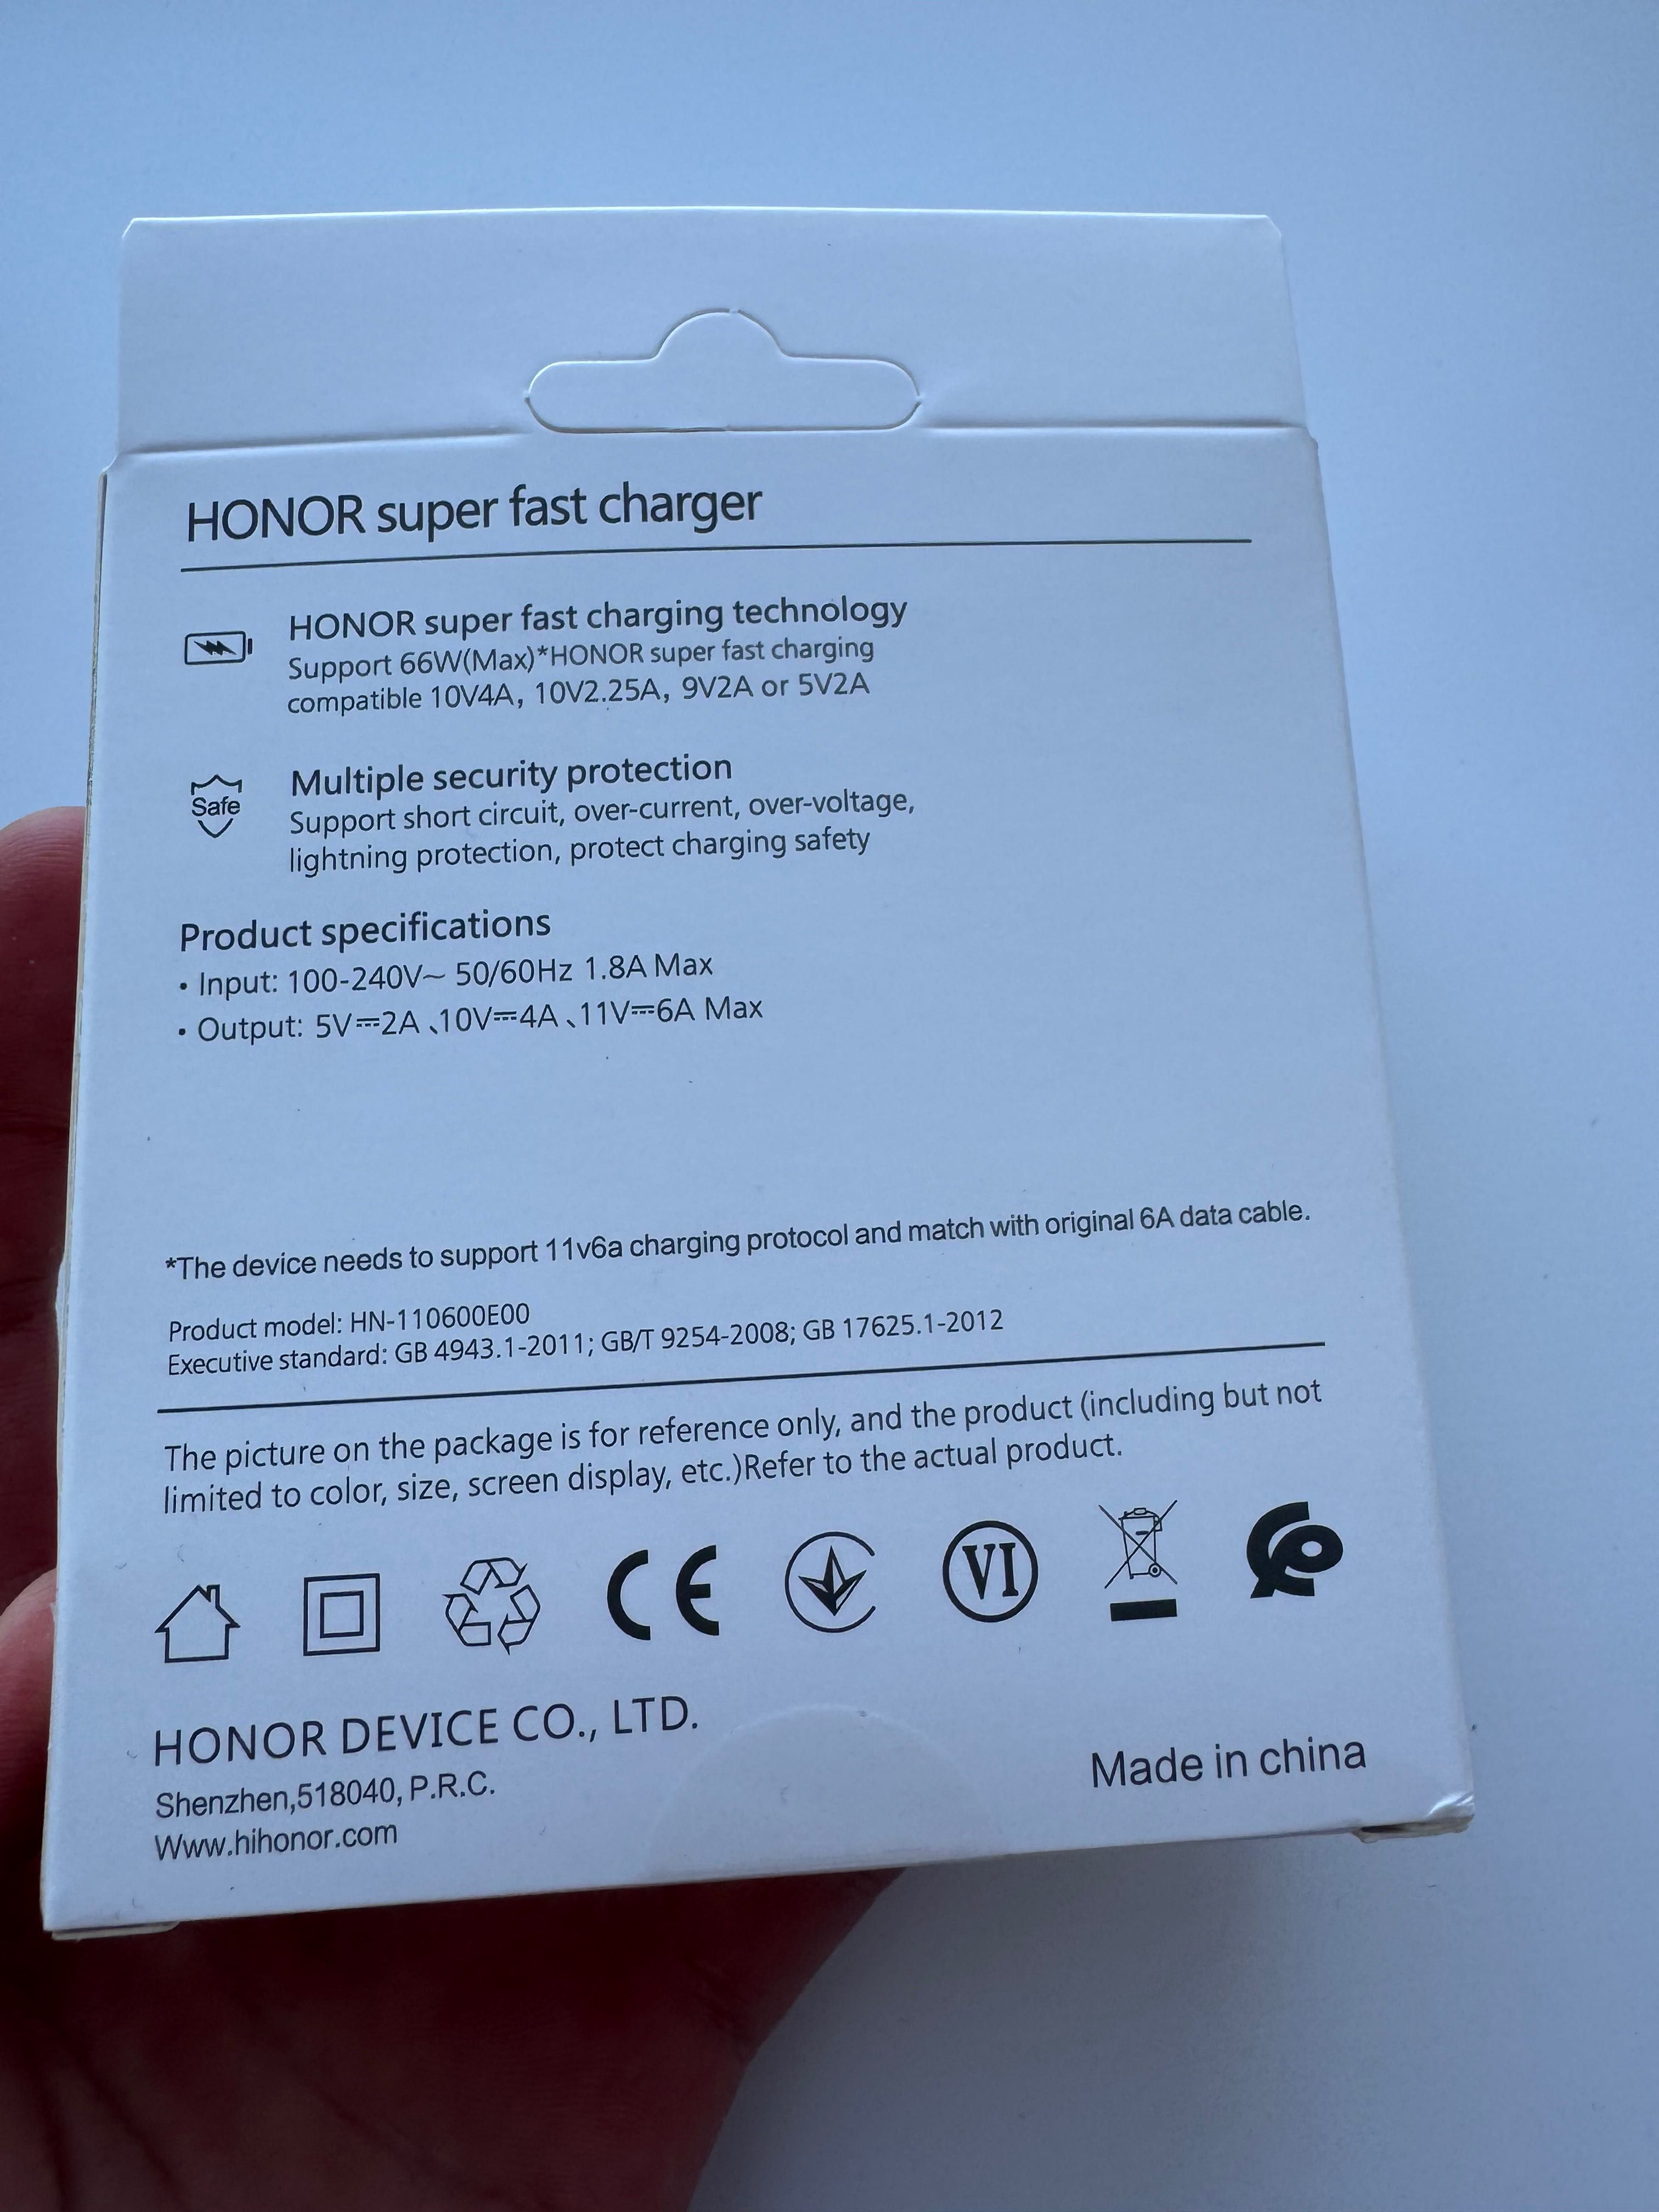 HONOR super fast charger
HONOR super fast charging technology
Support 66W(Max)*HONOR super fast charging
compatible 10V4A, 10V2.25A, 9V2A or 5V2A
Safe
Multiple security protection
Support short circuit, over-current, over-voltage,
lightning protection, protect charging safety
Product specifications
• Input: 100-240V~ 50/60Hz 1.8A Max
• Output: 5V⎓2A、10V⎓4A、11V⎓6A Max
*The device needs to support 11v6a charging protocol and match with original 6A data cable.
Product model: HN-110600E00
Executive standard: GB 4943.1-2011; GB/T 9254-2008; GB 17625.1-2012
The picture on the package is for reference only, and the product (including but not
limited to color, size, screen display, etc.)Refer to the actual product.
CE VI
HONOR DEVICE CO., LTD.
Shenzhen,518040, P.R.C.
Www.hihonor.com
Made in china